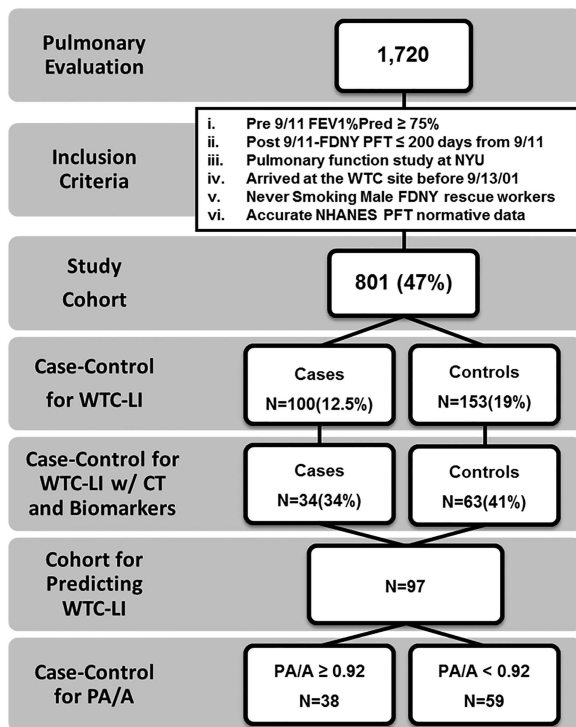 Pulmonary
Evaluation
1,720
Inclusion
Criteria
i. Pre 9/11 FEV1%Pred ≥ 75%
ii. Post 9/11-FDNY PFT ≤ 200 days from 9/11
iii. Pulmonary function study at NYU
iv. Arrived at the WTC site before 9/13/01
v. Never Smoking Male FDNY rescue workers
vi. Accurate NHANES PFT normative data
Study
Cohort
801 (47%)
Case-Control
for WTC-LI
Cases
N=100(12.5%)
Controls
N=153(19%)
Case-Control for
WTC-LI w/ CT
and Biomarkers
Cases
N=34(34%)
Controls
N=63(41%)
Cohort for
Predicting
WTC-LI
N=97
Case-Control
for PA/A
PA/A ≥ 0.92
N=38
PA/A < 0.92
N=59